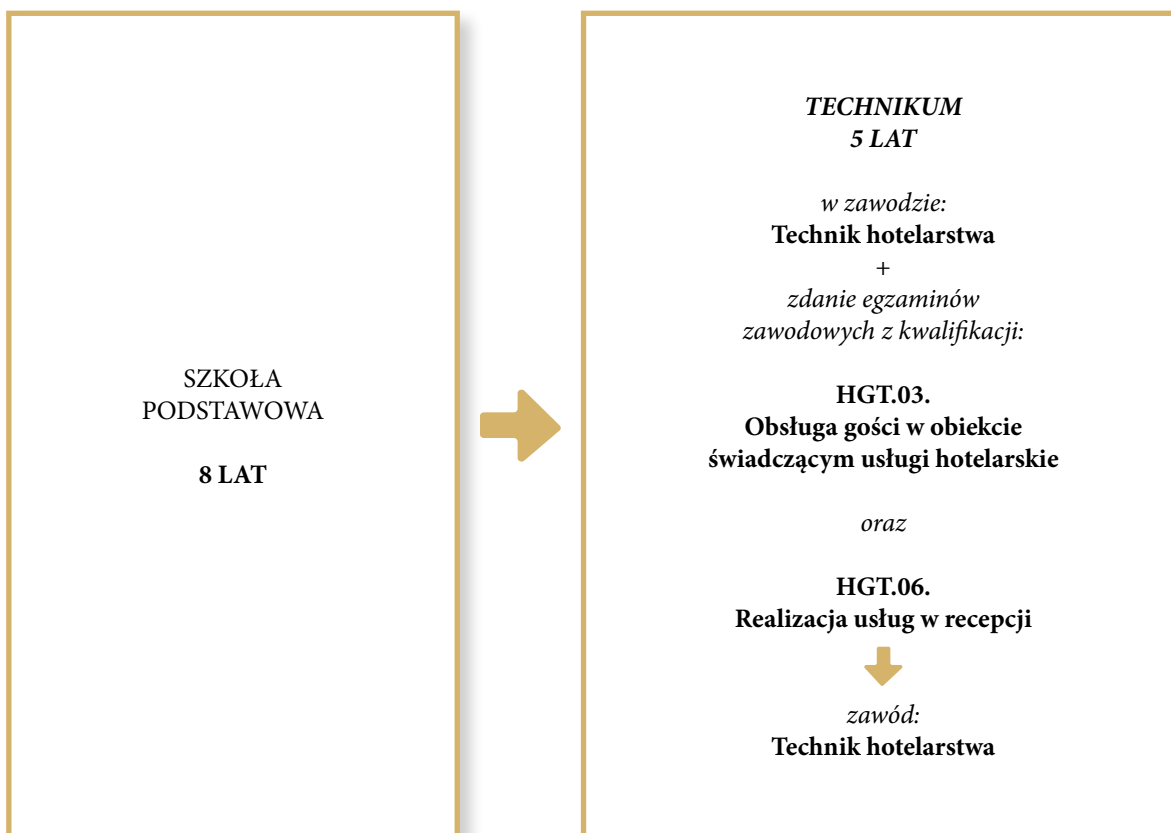 SZKOŁA
PODSTAWOWA
8 LAT
TECHNIKUM
5 LAT
w zawodzie:
Technik hotelarstwa
+
zdanie egzaminów
zawodowych z kwalifikacji:
HGT.03.
Obsługa gości w obiekcie
świadczącym usługi hotelarskie
oraz
HGT.06.
Realizacja usług w recepcji
zawód:
Technik hotelarstwa